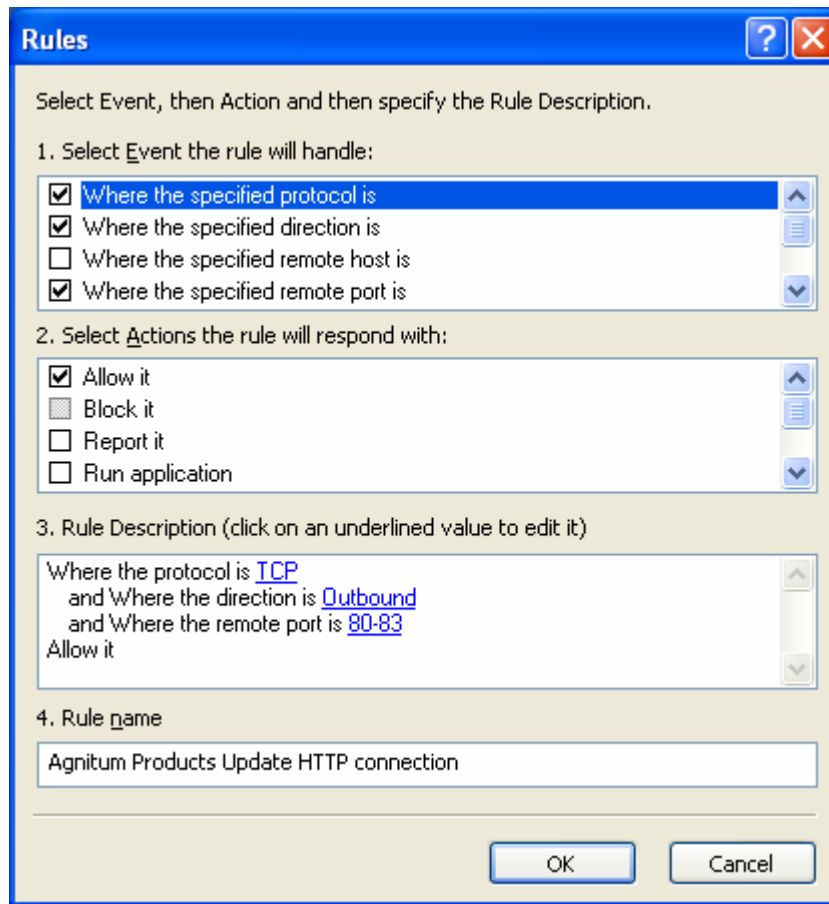 Rules
Select Event, then Action and then specify the Rule Description.
1. Select Event the rule will handle:
Where the specified protocol is
Where the specified direction is
Where the specified remote host is
Where the specified remote port is
2. Select Actions the rule will respond with:
Allow it
Block it
Report it
Run application
3. Rule Description (click on an underlined value to edit it)
Where the protocol is TCP
and Where the direction is Outbound
and Where the remote port is 80-83
Allow it
4. Rule name
Agnitum Products Update HTTP connection
OK Cancel